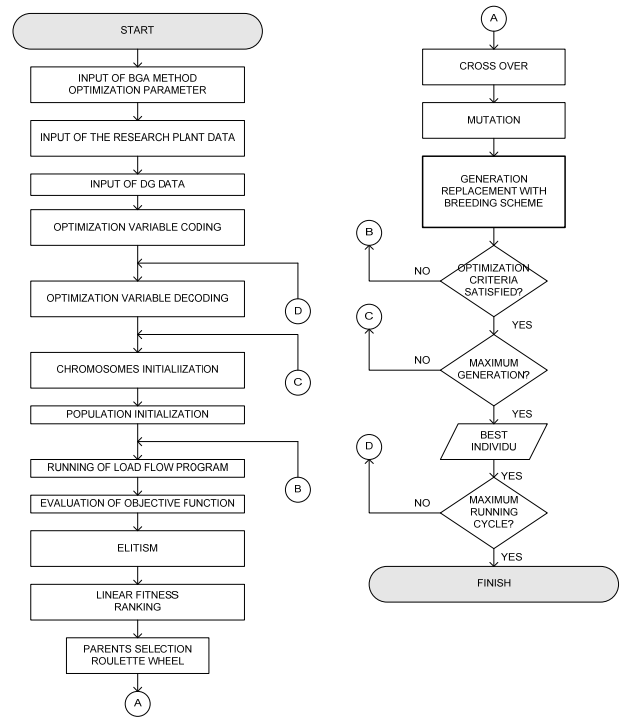 START
INPUT OF BGA METHOD
OPTIMIZATION PARAMETER
INPUT OF THE RESEARCH PLANT DATA
INPUT OF DG DATA
OPTIMIZATION VARIABLE CODING
OPTIMIZATION VARIABLE DECODING
D
CHROMOSOMES INITIALIIZATION
C
POPULATION INITIALIZATION
RUNNING OF LOAD FLOW PROGRAM
B
EVALUATION OF OBJECTIVE FUNCTION
ELITISM
LINEAR FITNESS
RANKING
PARENTS SELECTION
ROULETTE WHEEL
A
A
CROSS OVER
MUTATION
GENERATION
REPLACEMENT WITH
BREEDING SCHEME
B
NO
OPTIMIZATION
CRITERIA
SATISFIED?
YES
C
NO
MAXIMUM
GENERATION?
YES
BEST
INDIVIDU
D
YES
NO
MAXIMUM
RUNNING
CYCLE?
YES
FINISH